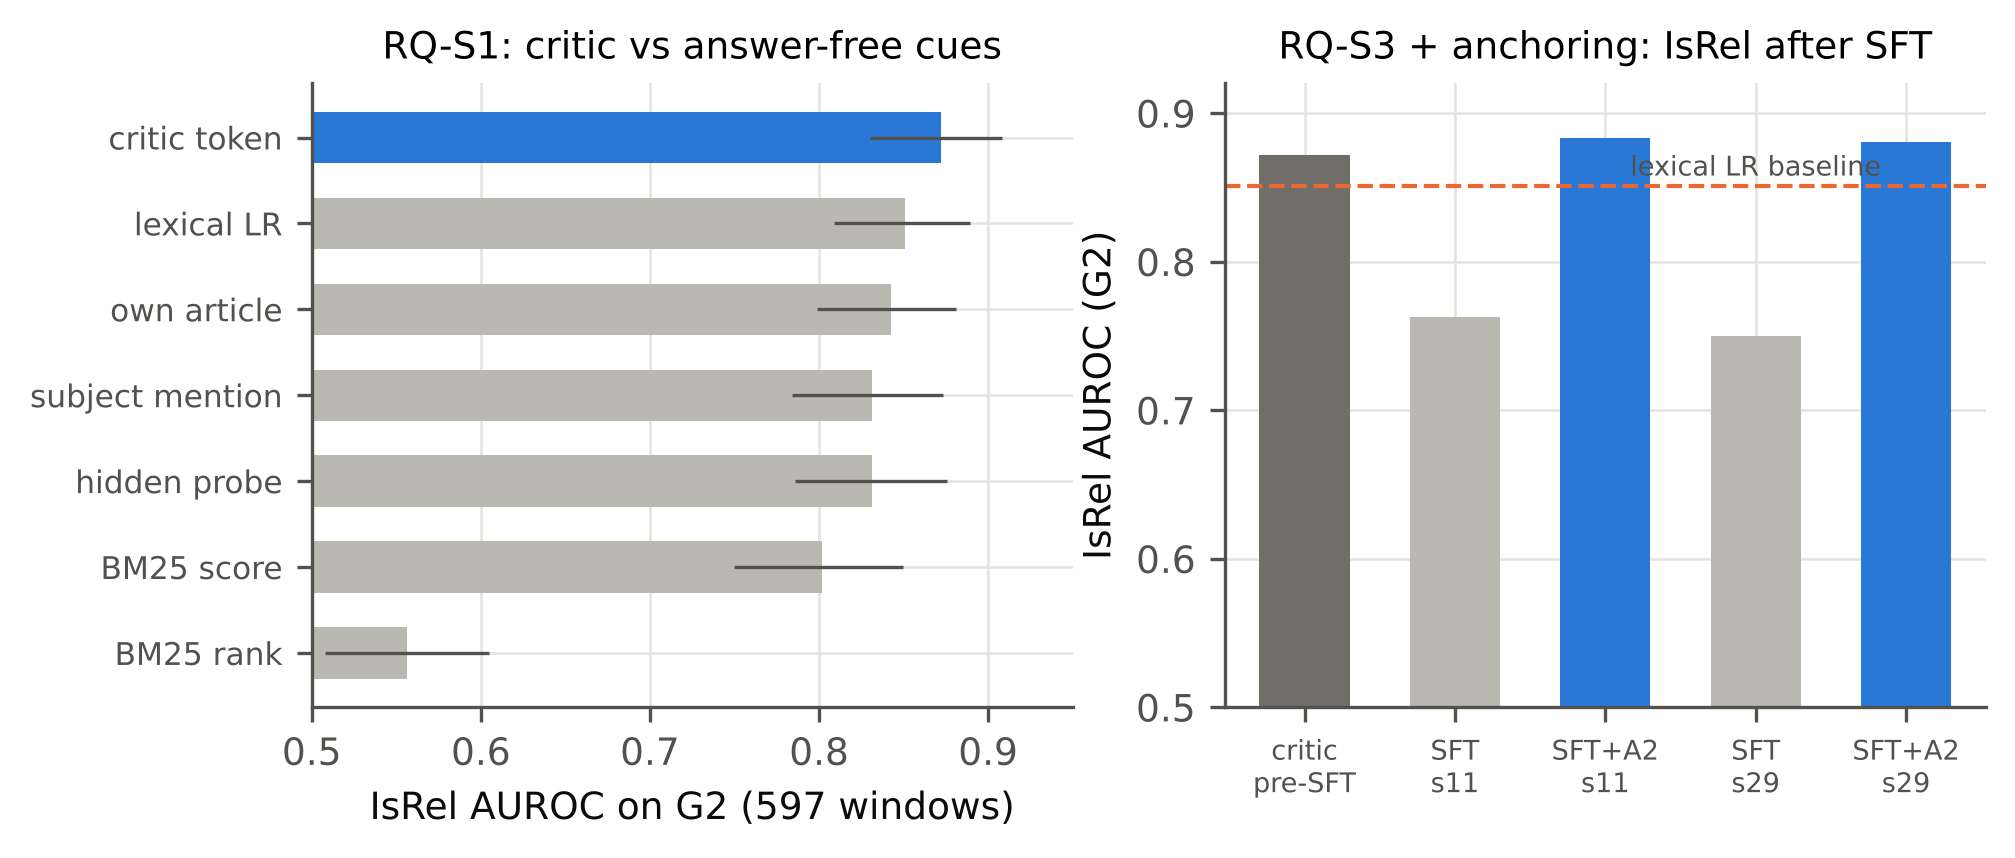 RQ-S1: critic vs answer-free cues
critic token
lexical LR
own article
subject mention
hidden probe
BM25 score
BM25 rank
0.5 0.6 0.7 0.8 0.9
IsRel AUROC on G2 (597 windows)
RQ-S3 + anchoring: IsRel after SFT
IsRel AUROC (G2)
0.9
0.8
0.7
0.6
0.5
lexical LR baseline
critic SFT SFT+A2 SFT SFT+A2
pre-SFT s11 s11 s29 s29